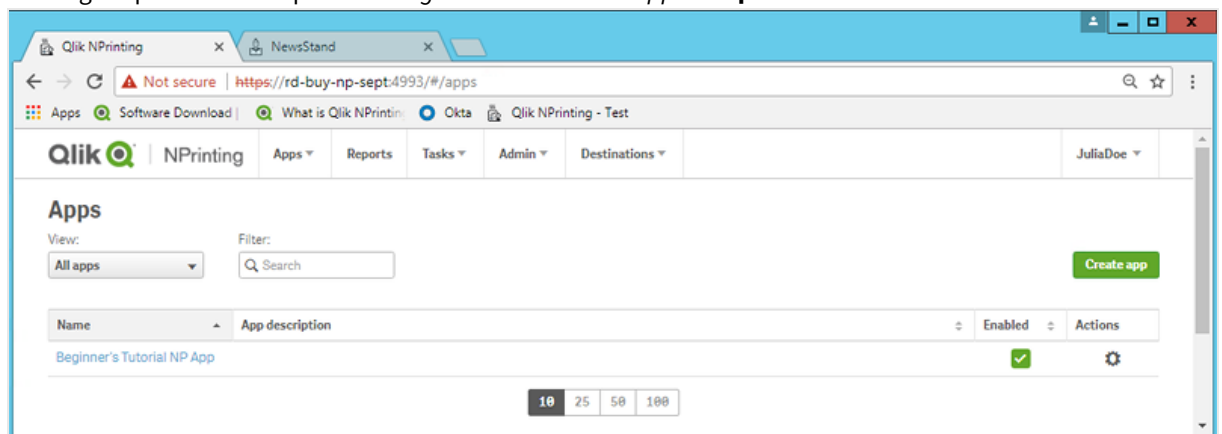 Qlik NPrinting
NewsStand
Not secure https://rd-buy-np-sept:4993/#/apps
Apps Software Download | What is Qlik NPrintin Okta Qlik NPrinting - Test
Qlik NPrinting Apps Reports Tasks Admin Destinations JuliaDoe
Apps
View: Filter:
All apps Search Create app
Name App description Enabled Actions
Beginner's Tutorial NP App
10 25 50 100